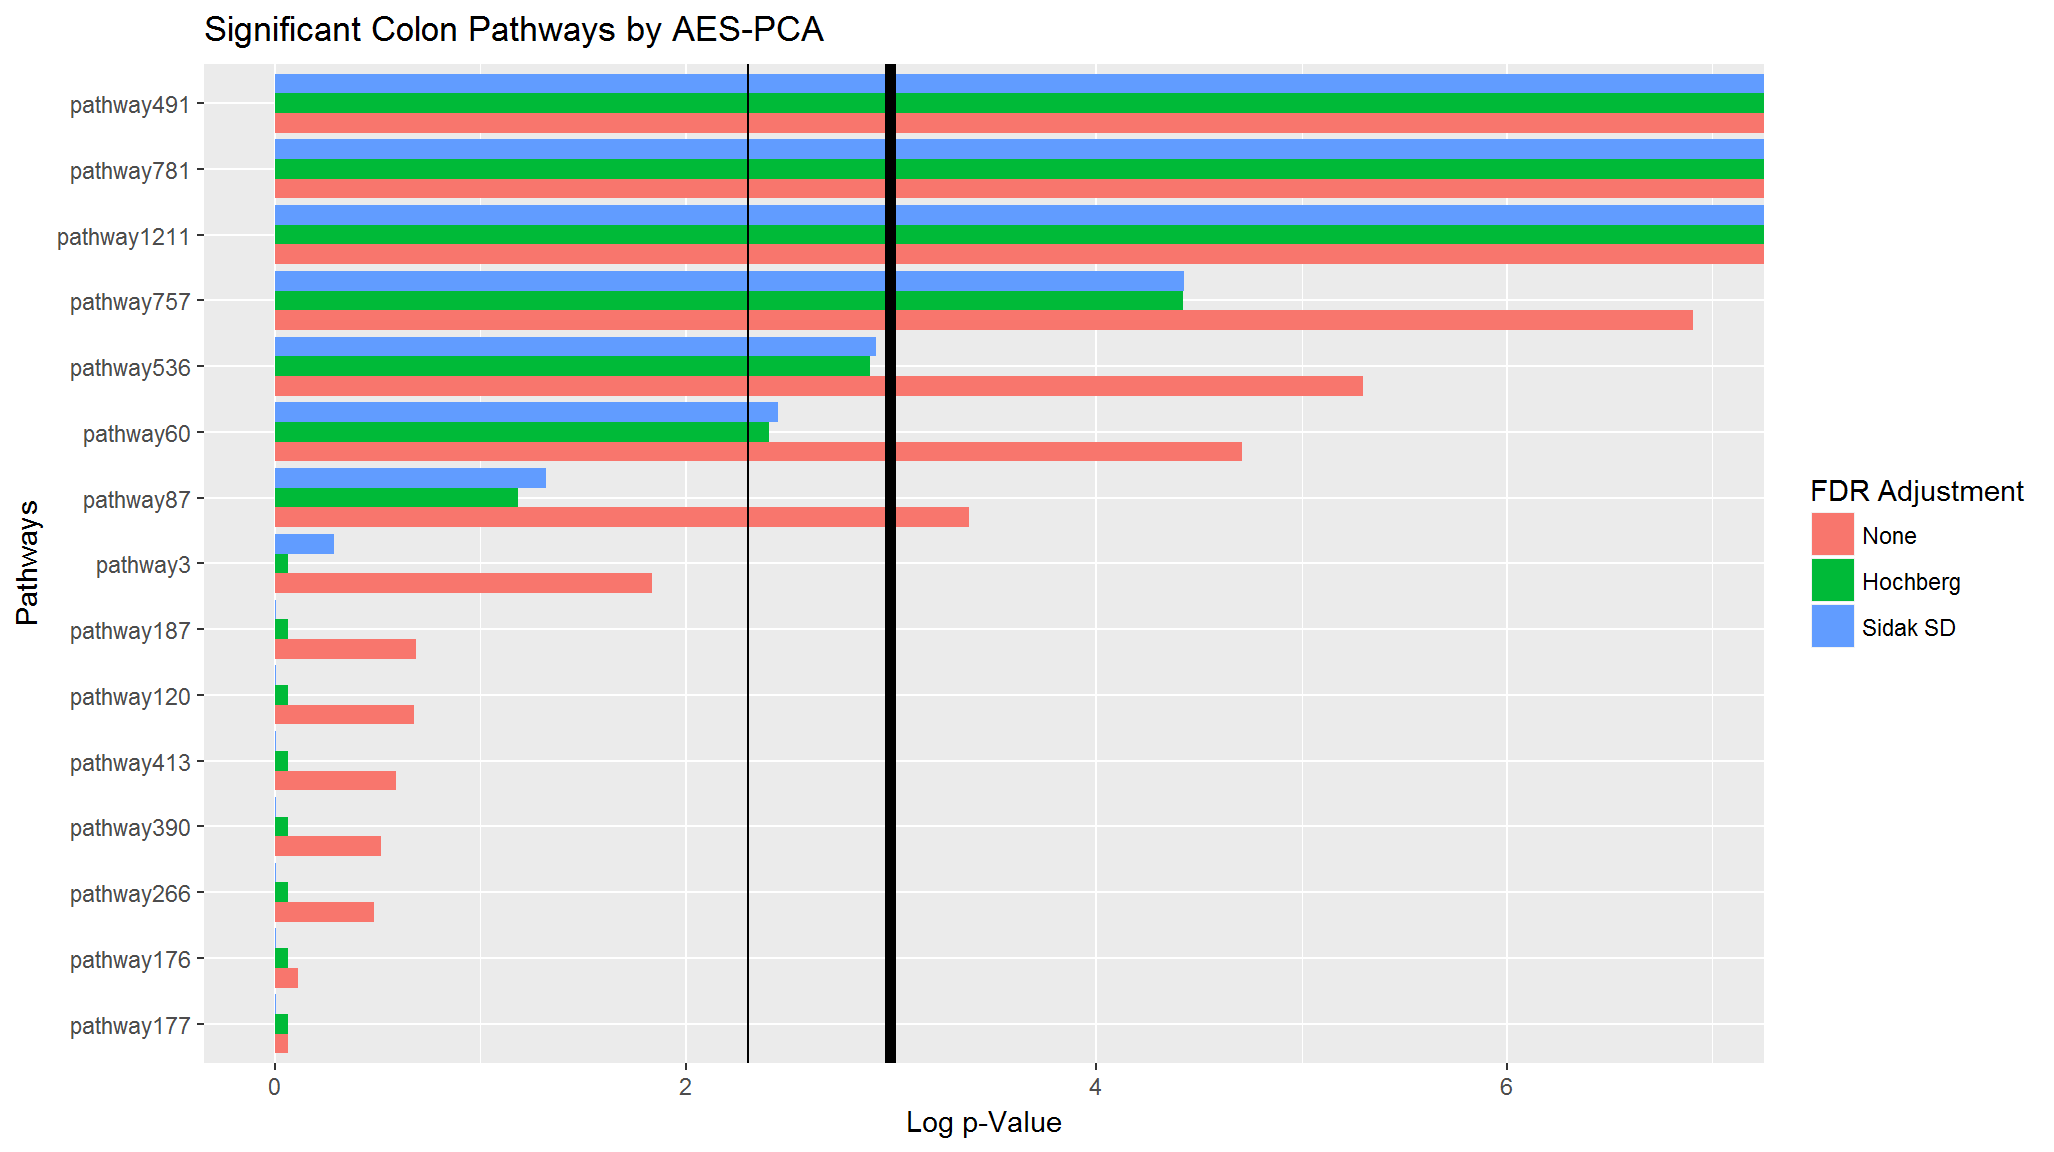 Significant Colon Pathways by AES-PCA
Pathways
pathway491
pathway781
pathway1211
pathway757
pathway536
pathway60
pathway87
pathway3
pathway187
pathway120
pathway413
pathway390
pathway266
pathway176
pathway177
0 2 4 6
Log p-Value
FDR Adjustment
None
Hochberg
Sidak SD